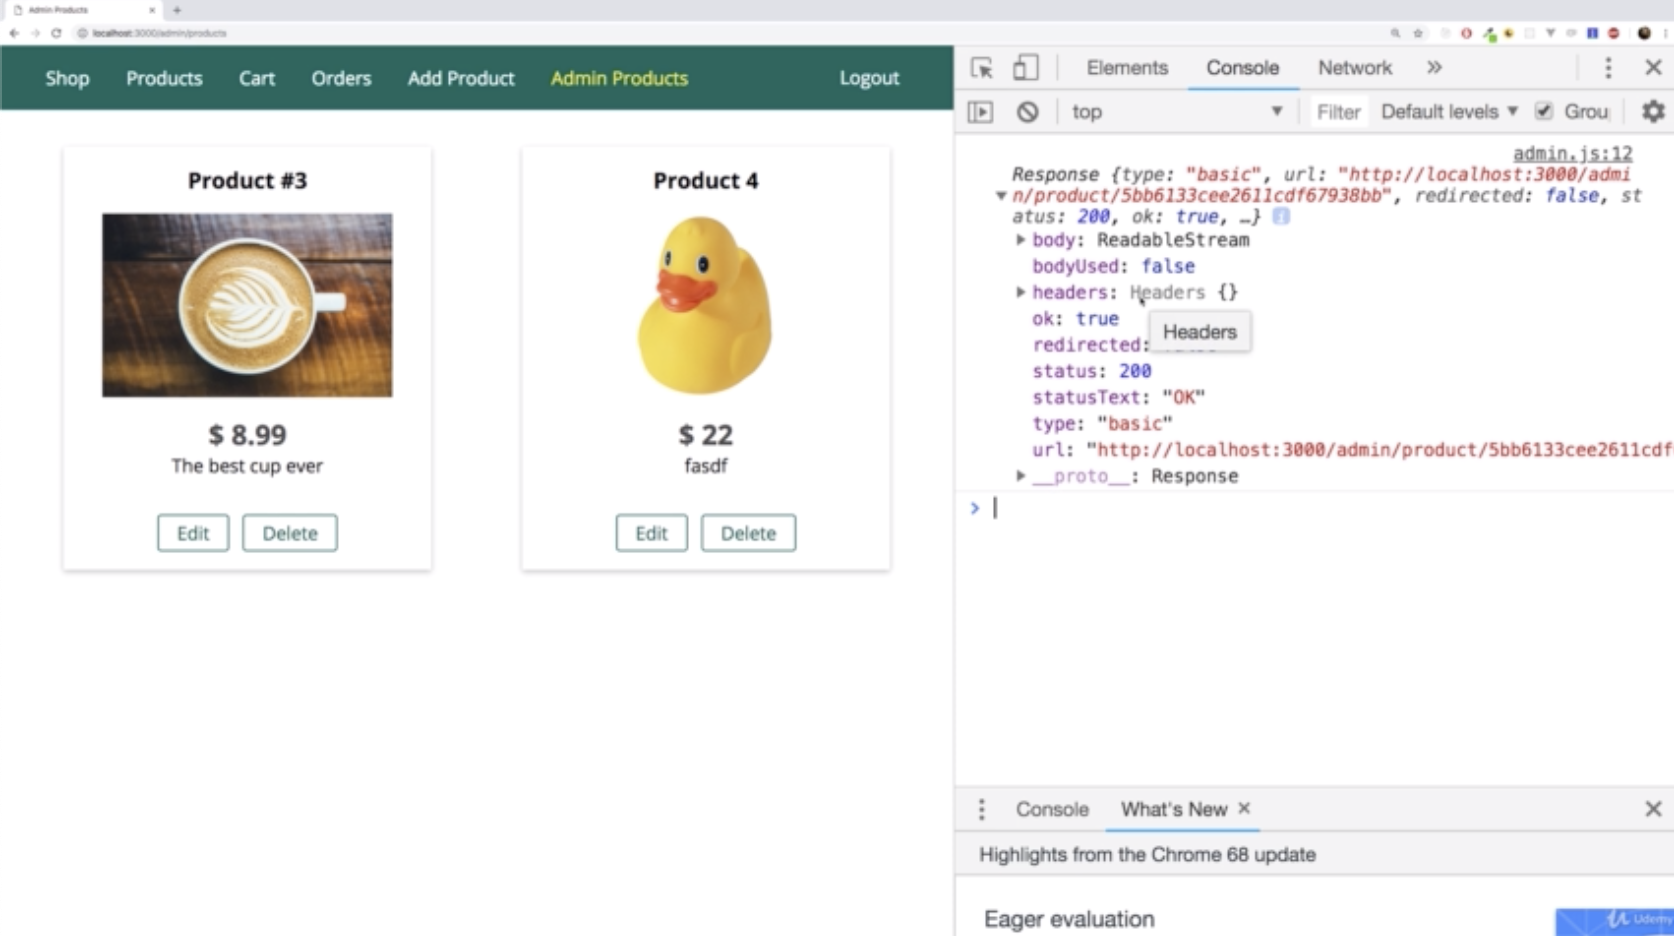 Admin Products
localhost:3000/admin/products
Shop Products Cart Orders Add Product Admin Products Logout
Product #3
$ 8.99
The best cup ever
Edit Delete
Product 4
$ 22
fasdf
Edit Delete
Elements Console Network »
top Filter Default levels Grou
admin.js:12
Response {type: "basic", url: "http://localhost:3000/admi
n/product/5bb6133cee2611cdf67938bb", redirected: false, st
atus: 200, ok: true, …}
body: ReadableStream
bodyUsed: false
headers: Headers {}
ok: true
Headers
redirected:
status: 200
statusText: "OK"
type: "basic"
url: "http://localhost:3000/admin/product/5bb6133cee2611cdf
__proto__: Response
Console What's New
Highlights from the Chrome 68 update
Eager evaluation
Udemy